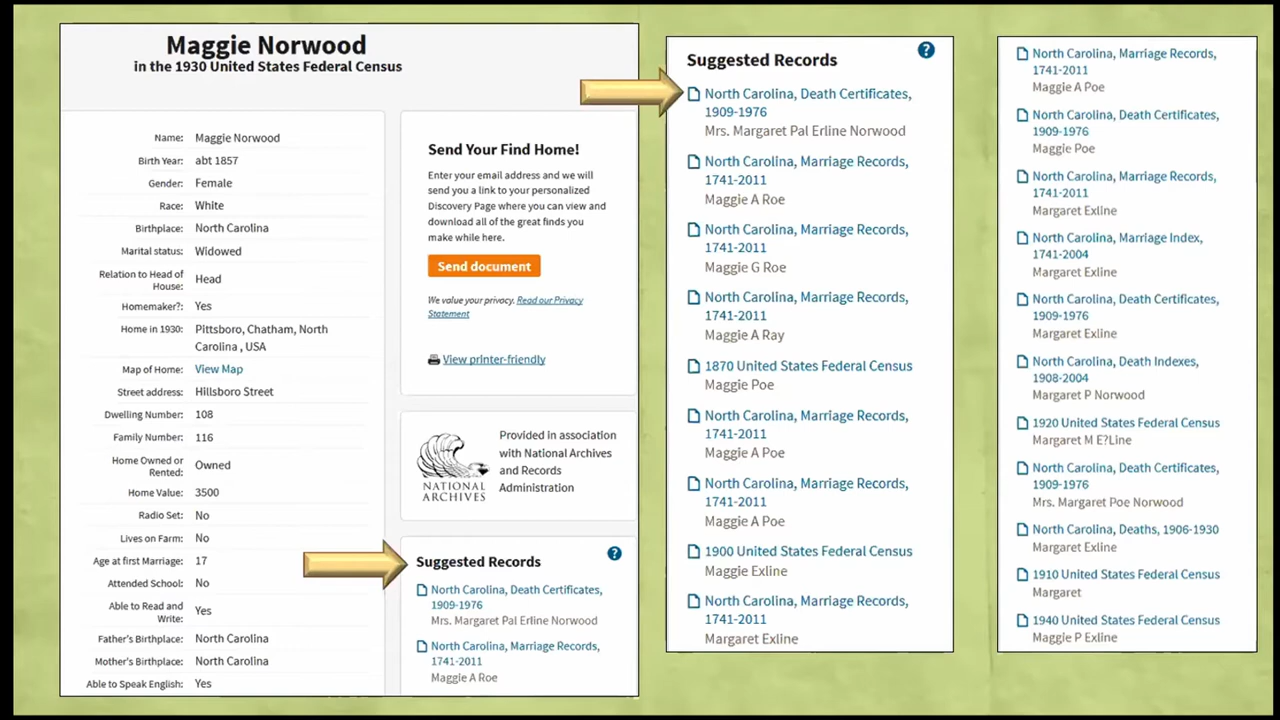 Maggie Norwood
in the 1930 United States Federal Census
Name: Maggie Norwood
Birth Year: abt 1857
Gender: Female
Race: White
Birthplace: North Carolina
Marital status: Widowed
Relation to Head of
House: Head
Homemaker?: Yes
Home in 1930: Pittsboro, Chatham, North
Carolina , USA
Map of Home: View Map
Street address: Hillsboro Street
Dwelling Number: 108
Family Number: 116
Home Owned or
Rented: Owned
Home Value: 3500
Radio Set: No
Lives on Farm: No
Age at first Marriage: 17
Attended School: No
Able to Read and
Write: Yes
Father's Birthplace: North Carolina
Mother's Birthplace: North Carolina
Able to Speak English: Yes
Send Your Find Home!
Enter your email address and we will
send you a link to your personalized
Discovery Page where you can view and
download all of the great finds you
make while here.
Send document
We value your privacy. Read our Privacy
Statement
View printer-friendly
NATIONAL
ARCHIVES
Provided in association
with National Archives
and Records
Administration
Suggested Records ?
North Carolina, Death Certificates,
1909-1976
Mrs. Margaret Pal Erline Norwood
North Carolina, Marriage Records,
1741-2011
Maggie A Roe
Suggested Records ?
North Carolina, Death Certificates,
1909-1976
Mrs. Margaret Pal Erline Norwood
North Carolina, Marriage Records,
1741-2011
Maggie A Roe
North Carolina, Marriage Records,
1741-2011
Maggie G Roe
North Carolina, Marriage Records,
1741-2011
Maggie A Ray
1870 United States Federal Census
Maggie Poe
North Carolina, Marriage Records,
1741-2011
Maggie A Poe
North Carolina, Marriage Records,
1741-2011
Maggie A Poe
1900 United States Federal Census
Maggie Exline
North Carolina, Marriage Records,
1741-2011
Margaret Exline
North Carolina, Marriage Records,
1741-2011
Maggie A Poe
North Carolina, Death Certificates,
1909-1976
Maggie Poe
North Carolina, Marriage Records,
1741-2011
Margaret Exline
North Carolina, Marriage Index,
1741-2004
Margaret Exline
North Carolina, Death Certificates,
1909-1976
Margaret Exline
North Carolina, Death Indexes,
1908-2004
Margaret P Norwood
1920 United States Federal Census
Margaret M E?Line
North Carolina, Death Certificates,
1909-1976
Mrs. Margaret Poe Norwood
North Carolina, Deaths, 1906-1930
Margaret Exline
1910 United States Federal Census
Margaret
1940 United States Federal Census
Maggie P Exline